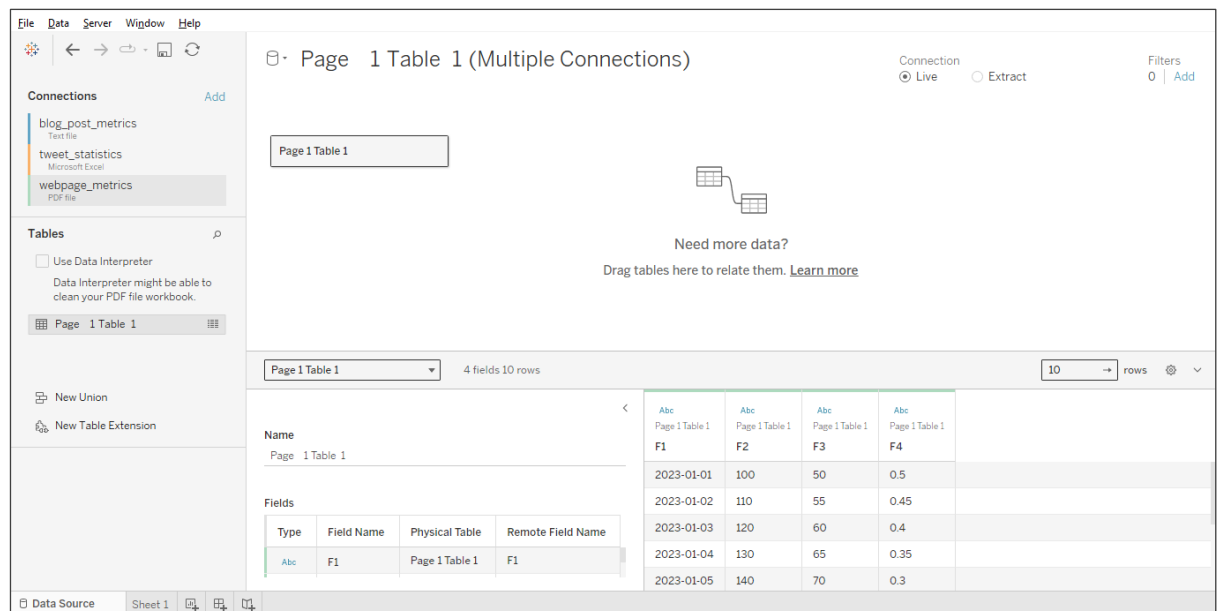 File Data Server Window Help
Page 1 Table 1 (Multiple Connections)
Connection
Live Extract
Filters
0 Add
Connections Add
blog_post_metrics
Text file
tweet_statistics
Microsoft Excel
webpage_metrics
PDF file
Tables
Use Data Interpreter
Data Interpreter might be able to
clean your PDF file workbook.
Page 1 Table 1
New Union
New Table Extension
Page 1 Table 1
Need more data?
Drag tables here to relate them. Learn more
Page 1 Table 1 4 fields 10 rows 10 → rows
Name
Page 1 Table 1
Fields
Type Field Name Physical Table Remote Field Name
Abc F1 Page 1 Table 1 F1
Abc Abc Abc Abc
Page 1 Table 1 Page 1 Table 1 Page 1 Table 1 Page 1 Table 1
F1 F2 F3 F4
2023-01-01 100 50 0.5
2023-01-02 110 55 0.45
2023-01-03 120 60 0.4
2023-01-04 130 65 0.35
2023-01-05 140 70 0.3
Data Source Sheet 1